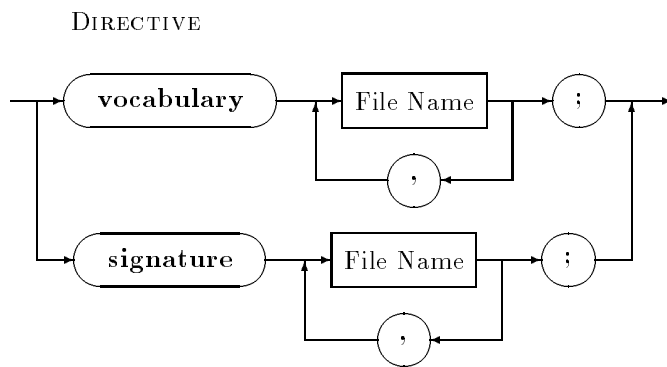 DIRECTIVE
vocabulary File Name ;
,
signature File Name ;
,